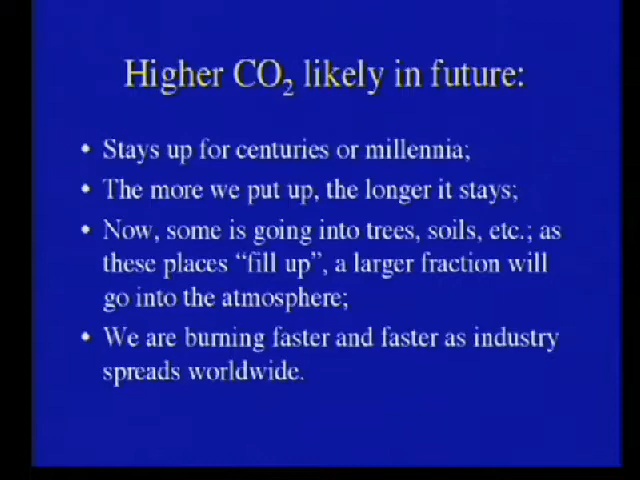 Higher CO₂ likely in future:
• Stays up for centuries or millennia;
• The more we put up, the longer it stays;
• Now, some is going into trees, soils, etc.; as
these places “fill up”, a larger fraction will
go into the atmosphere;
• We are burning faster and faster as industry
spreads worldwide.